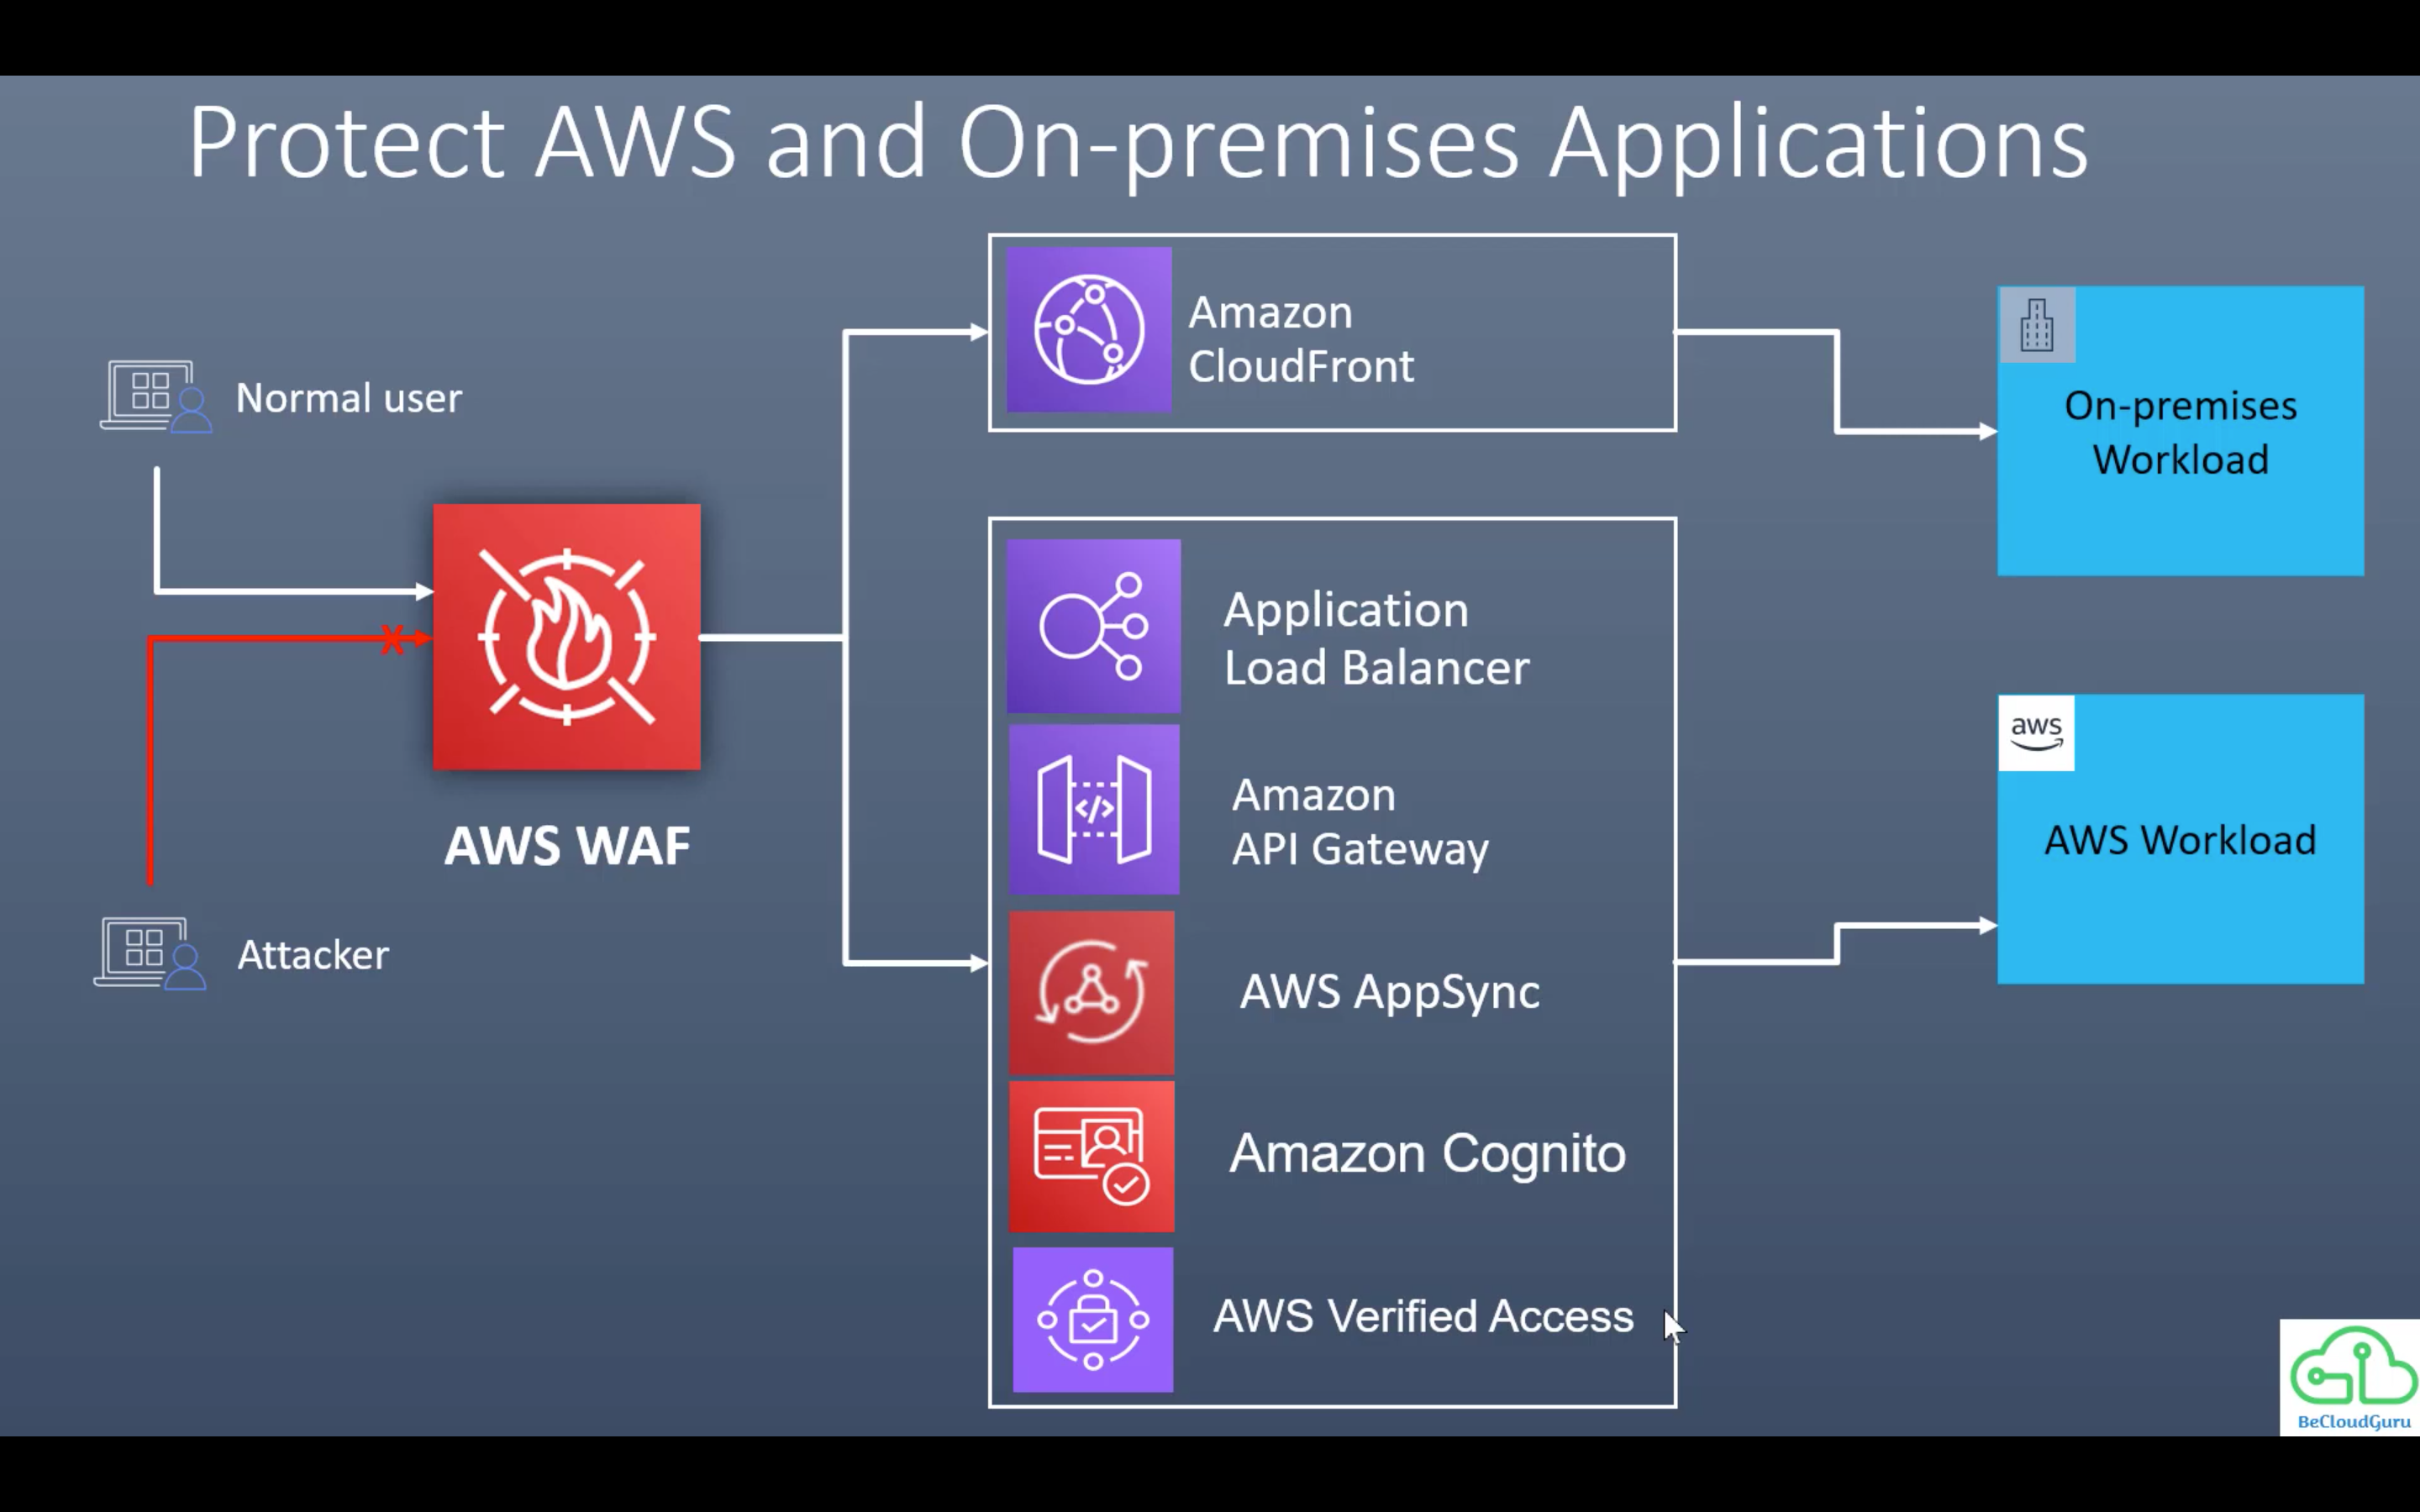 Protect AWS and On-premises Applications
Normal user
Attacker
AWS WAF
Amazon
CloudFront
Application
Load Balancer
Amazon
API Gateway
AWS AppSync
Amazon Cognito
AWS Verified Access
On-premises
Workload
aws
AWS Workload
BeCloudGuru